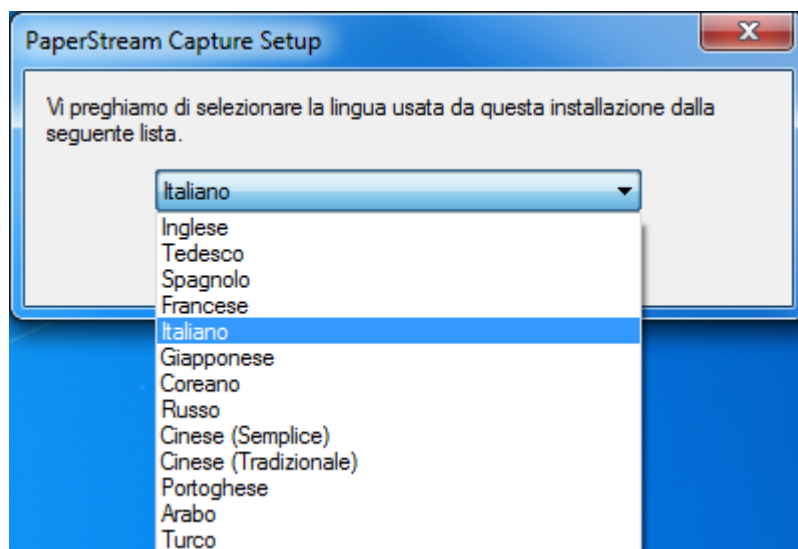 PaperStream Capture Setup
Vi preghiamo di selezionare la lingua usata da questa installazione dalla
seguente lista.
Italiano
Inglese
Tedesco
Spagnolo
Francese
Italiano
Giapponese
Coreano
Russo
Cinese (Semplice)
Cinese (Tradizionale)
Portoghese
Arabo
Turco